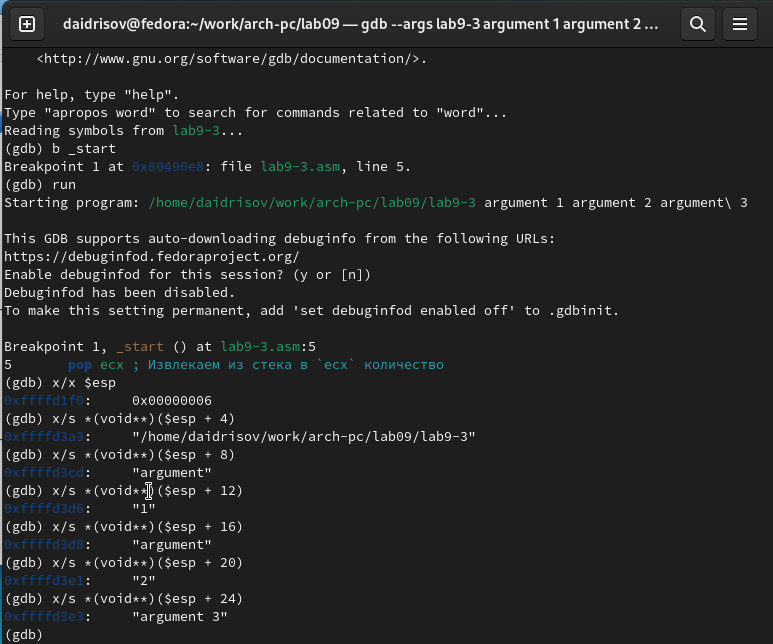 daidrisov@fedora:~/work/arch-pc/lab09 — gdb --args lab9-3 argument 1 argument 2 ...
<http://www.gnu.org/software/gdb/documentation/>.
For help, type "help".
Type "apropos word" to search for commands related to "word"...
Reading symbols from lab9-3...
(gdb) b _start
Breakpoint 1 at 0x80490e8: file lab9-3.asm, line 5.
(gdb) run
Starting program: /home/daidrisov/work/arch-pc/lab09/lab9-3 argument 1 argument 2 argument\ 3
This GDB supports auto-downloading debuginfo from the following URLs:
https://debuginfod.fedoraproject.org/
Enable debuginfod for this session? (y or [n])
Debuginfod has been disabled.
To make this setting permanent, add 'set debuginfod enabled off' to .gdbinit.
Breakpoint 1, _start () at lab9-3.asm:5
5 pop ecx ; Извлекаем из стека в `ecx` количество
(gdb) x/x $esp
0xffffd1f0: 0x00000006
(gdb) x/s *(void**)($esp + 4)
0xffffd3a3: "/home/daidrisov/work/arch-pc/lab09/lab9-3"
(gdb) x/s *(void**)($esp + 8)
0xffffd3cd: "argument"
(gdb) x/s *(void**)($esp + 12)
0xffffd3d6: "1"
(gdb) x/s *(void**)($esp + 16)
0xffffd3d8: "argument"
(gdb) x/s *(void**)($esp + 20)
0xffffd3e1: "2"
(gdb) x/s *(void**)($esp + 24)
0xffffd3e3: "argument 3"
(gdb)